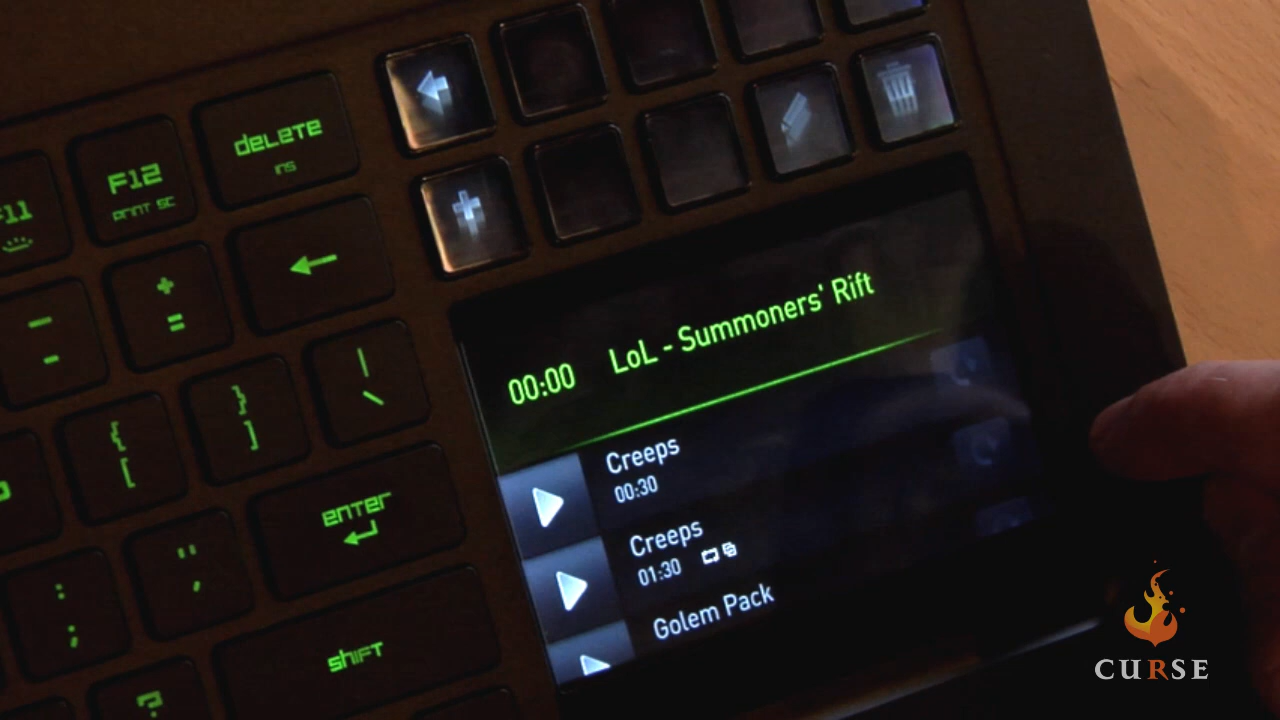 delete
ins
F12
prnt sc
F11
+
=
-
-
{
[
}
]
|
\
enter
"
'
:
;
shift
?
00:00 LoL - Summoners' Rift
Creeps
00:30
Creeps
01:30
Golem Pack
CURSE